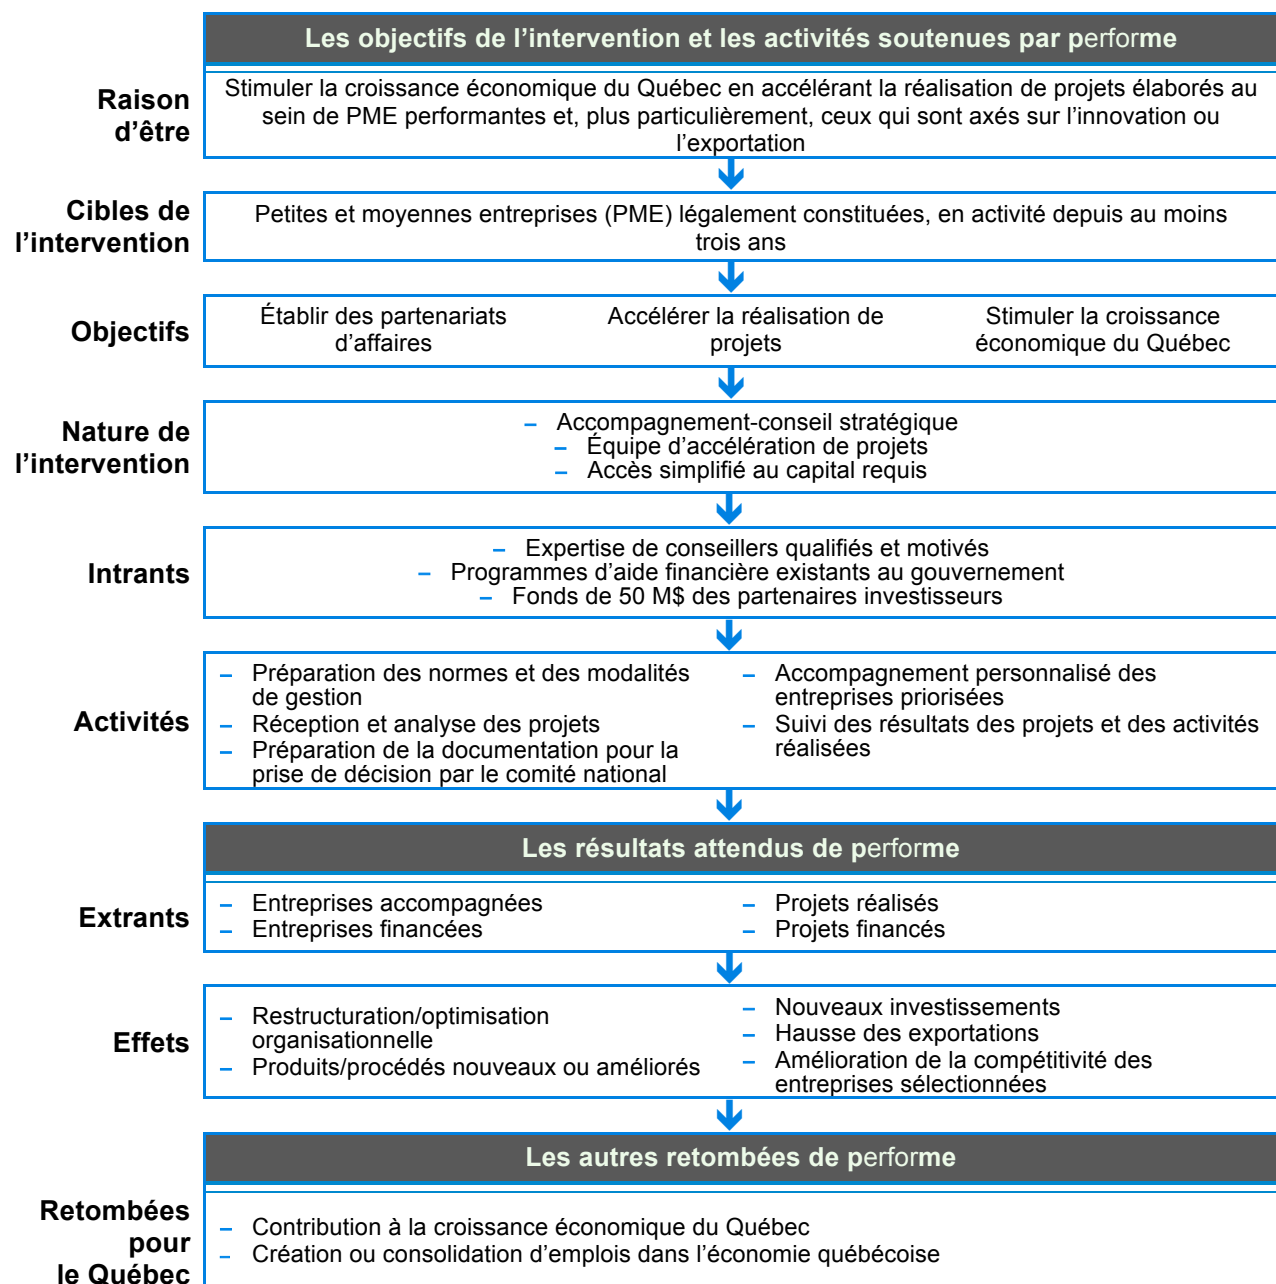 Les objectifs de l’intervention et les activités soutenues par performe
Raison
d’être
Stimuler la croissance économique du Québec en accélérant la réalisation de projets élaborés au
sein de PME performantes et, plus particulièrement, ceux qui sont axés sur l’innovation ou
l’exportation
Cibles de
l’intervention
Petites et moyennes entreprises (PME) légalement constituées, en activité depuis au moins
trois ans
Objectifs
Établir des partenariats
d’affaires
Accélérer la réalisation de
projets
Stimuler la croissance
économique du Québec
Nature de
l’intervention
– Accompagnement-conseil stratégique
– Équipe d’accélération de projets
– Accès simplifié au capital requis
Intrants
– Expertise de conseillers qualifiés et motivés
– Programmes d’aide financière existants au gouvernement
– Fonds de 50 M$ des partenaires investisseurs
Activités
– Préparation des normes et des modalités
de gestion
– Réception et analyse des projets
– Préparation de la documentation pour la
prise de décision par le comité national
– Accompagnement personnalisé des
entreprises priorisées
– Suivi des résultats des projets et des activités
réalisées
Les résultats attendus de performe
Extrants
– Entreprises accompagnées
– Entreprises financées
– Projets réalisés
– Projets financés
Effets
– Restructuration/optimisation
organisationnelle
– Produits/procédés nouveaux ou améliorés
– Nouveaux investissements
– Hausse des exportations
– Amélioration de la compétitivité des
entreprises sélectionnées
Les autres retombées de performe
Retombées
pour
le Québec
– Contribution à la croissance économique du Québec
– Création ou consolidation d’emplois dans l’économie québécoise